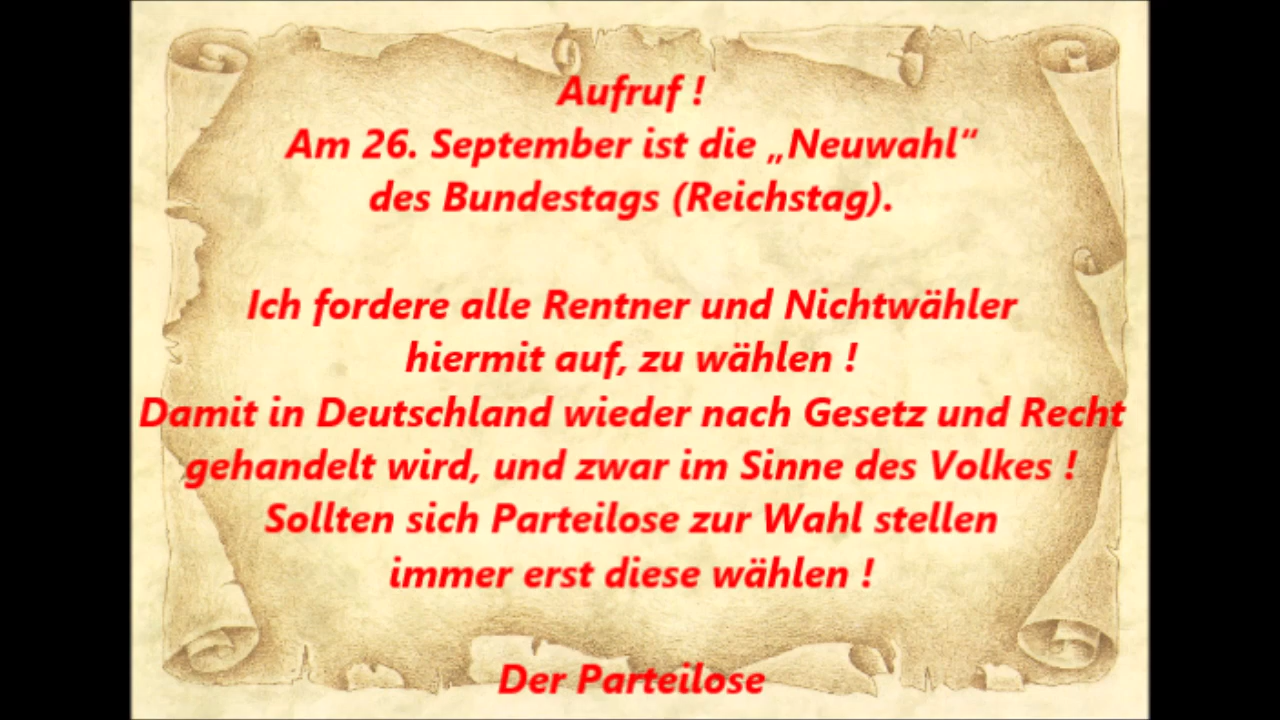 Aufruf !
Am 26. September ist die „Neuwahl“
des Bundestags (Reichstag).
Ich fordere alle Rentner und Nichtwähler
hiermit auf, zu wählen !
Damit in Deutschland wieder nach Gesetz und Recht
gehandelt wird, und zwar im Sinne des Volkes !
Sollten sich Parteilose zur Wahl stellen
immer erst diese wählen !
Der Parteilose